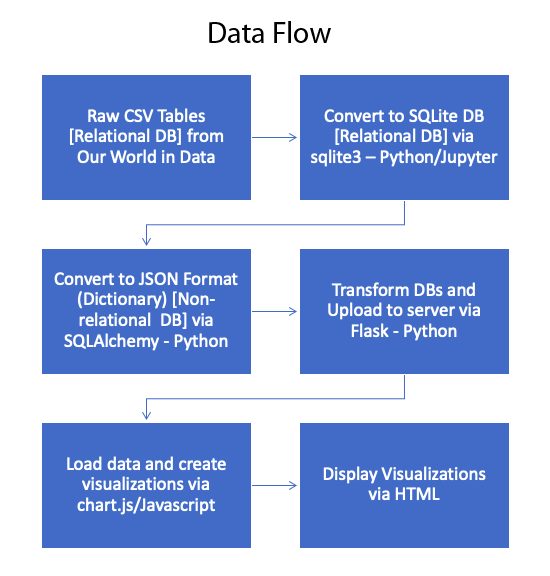 Data Flow
Raw CSV Tables
[Relational DB] from
Our World in Data
Convert to SQLite DB
[Relational DB] via
sqlite3 – Python/Jupyter
Convert to JSON Format
(Dictionary) [Non-
relational  DB] via
SQLAlchemy - Python
Transform DBs and
Upload to server via
Flask - Python
Load data and create
visualizations via
chart.js/Javascript
Display Visualizations
via HTML